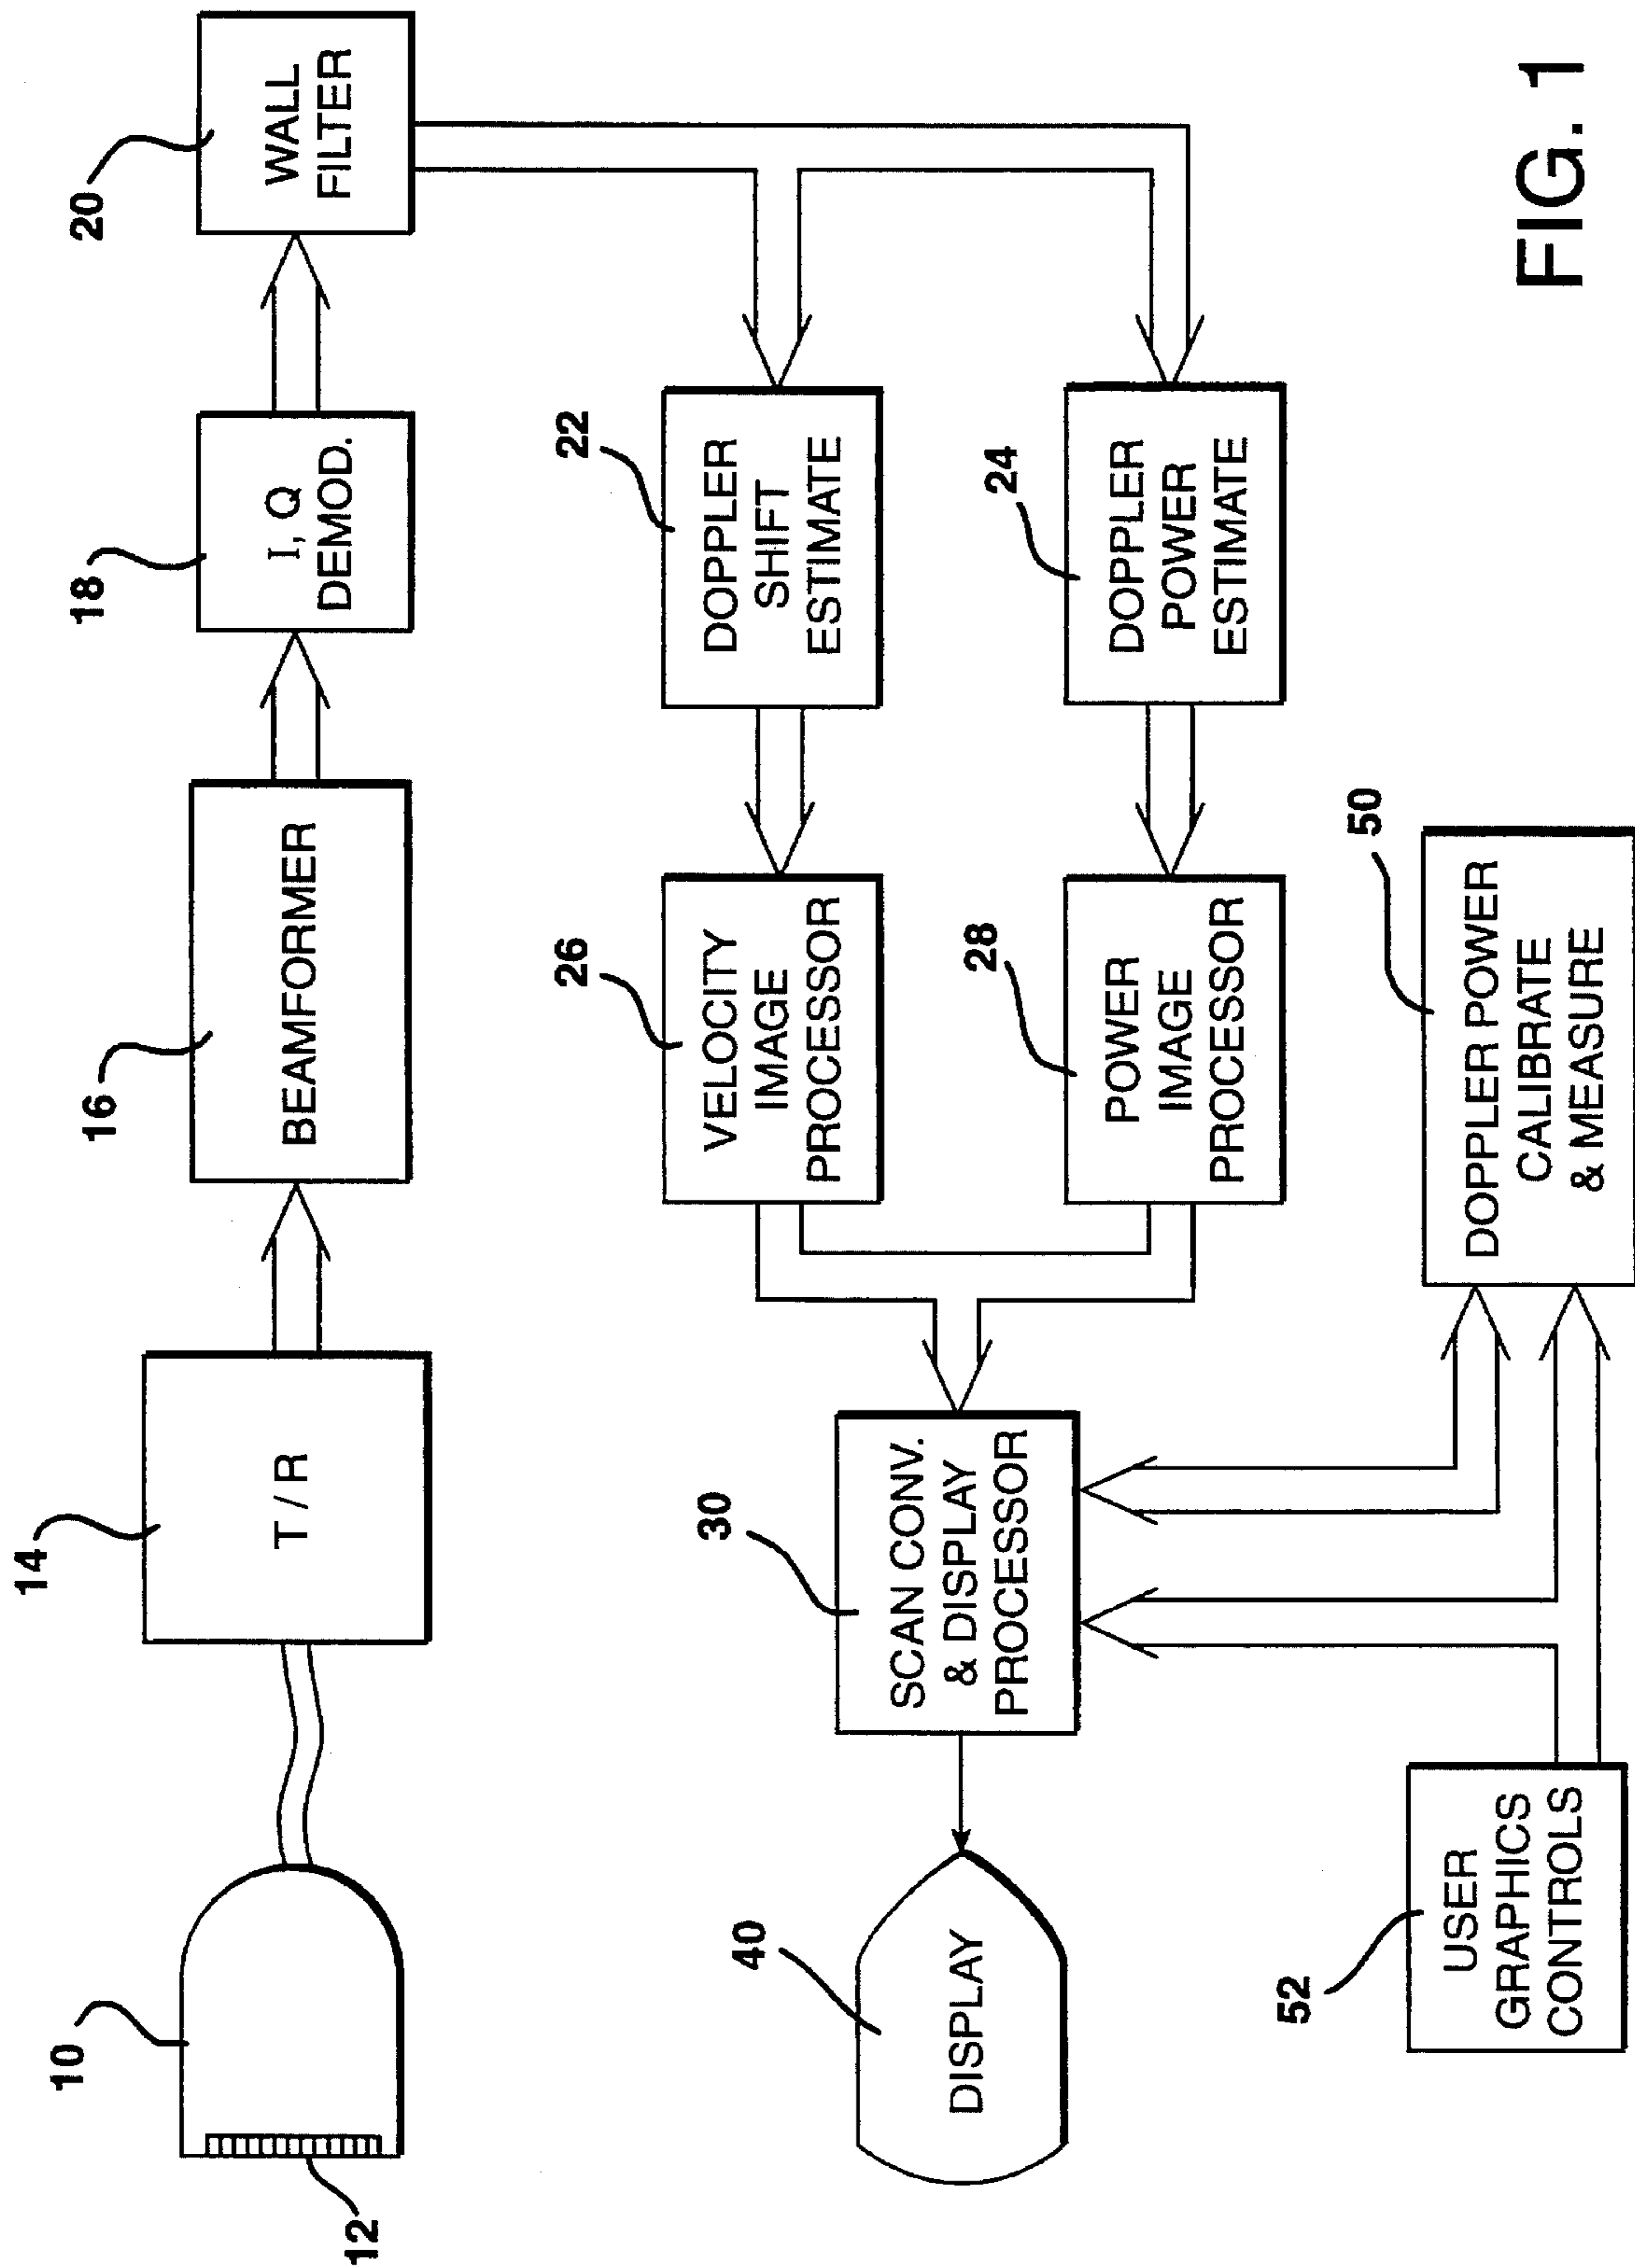 10
12
14
T / R
16
BEAMFORMER
18
I, Q
DEMOD.
20
WALL
FILTER
22
DOPPLER
SHIFT
ESTIMATE
24
DOPPLER
POWER
ESTIMATE
26
VELOCITY
IMAGE
PROCESSOR
28
POWER
IMAGE
PROCESSOR
30
SCAN CONV.
& DISPLAY
PROCESSOR
40
DISPLAY
50
DOPPLER POWER
CALIBRATE
& MEASURE
52
USER
GRAPHICS
CONTROLS
FIG. 1